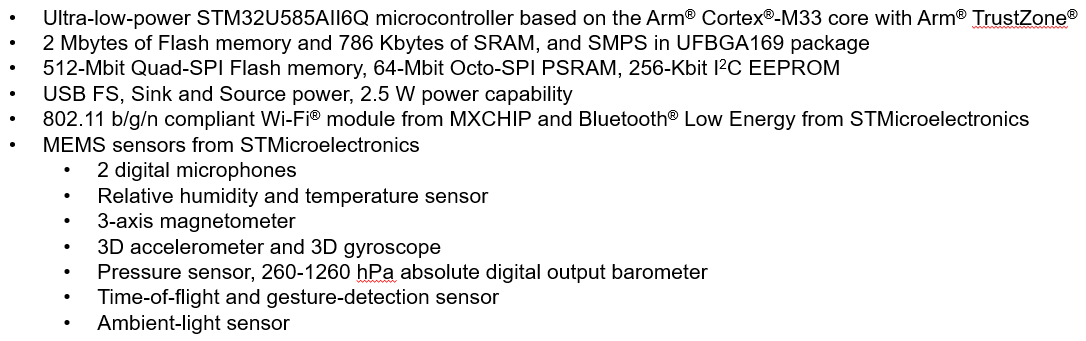 • Ultra-low-power STM32U585AII6Q microcontroller based on the Arm® Cortex®-M33 core with Arm® TrustZone®
• 2 Mbytes of Flash memory and 786 Kbytes of SRAM, and SMPS in UFBGA169 package
• 512-Mbit Quad-SPI Flash memory, 64-Mbit Octo-SPI PSRAM, 256-Kbit I²C EEPROM
• USB FS, Sink and Source power, 2.5 W power capability
• 802.11 b/g/n compliant Wi-Fi® module from MXCHIP and Bluetooth® Low Energy from STMicroelectronics
• MEMS sensors from STMicroelectronics
• 2 digital microphones
• Relative humidity and temperature sensor
• 3-axis magnetometer
• 3D accelerometer and 3D gyroscope
• Pressure sensor, 260-1260 hPa absolute digital output barometer
• Time-of-flight and gesture-detection sensor
• Ambient-light sensor